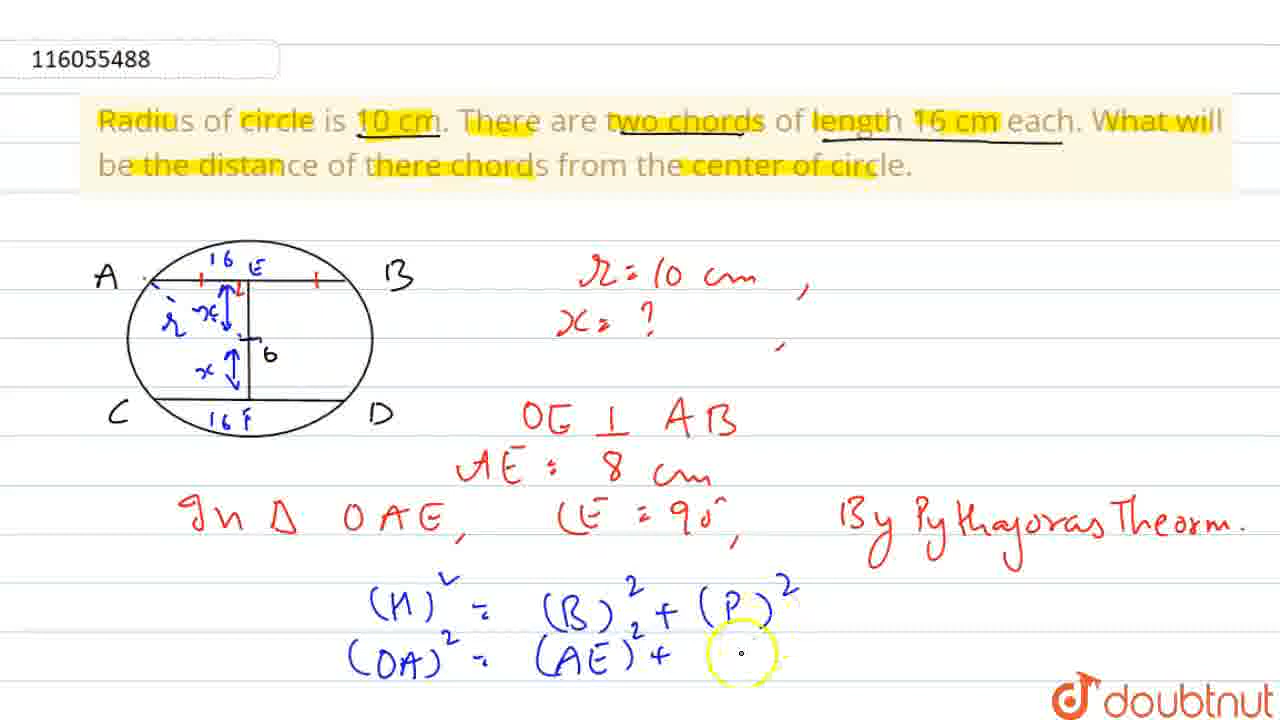 116055488
Radius of circle is 10 cm. There are two chords of length 16 cm each. What will
be the distance of there chords from the center of circle.
16
A E B
r x
O
x
C 16 F D
r = 10 cm ,
x = ? ,
OE ⊥ AB
AE = 8 cm
In Δ OAE, ∠E = 90°, By Pythagoras Theorm.
(H)² = (B)² + (P)²
(OA)² = (AE)² +
doubtnut